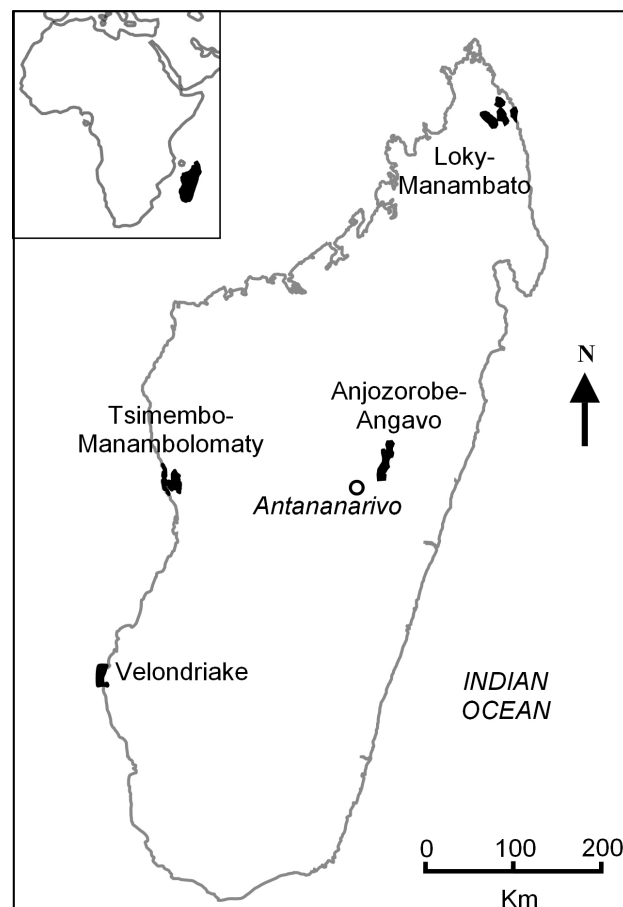 Loky-
Manambato
N
Anjozorobe-
Angavo
Tsimembo-
Manambolomaty
Antananarivo
Velondriake
INDIAN
OCEAN
0 100 200
Km